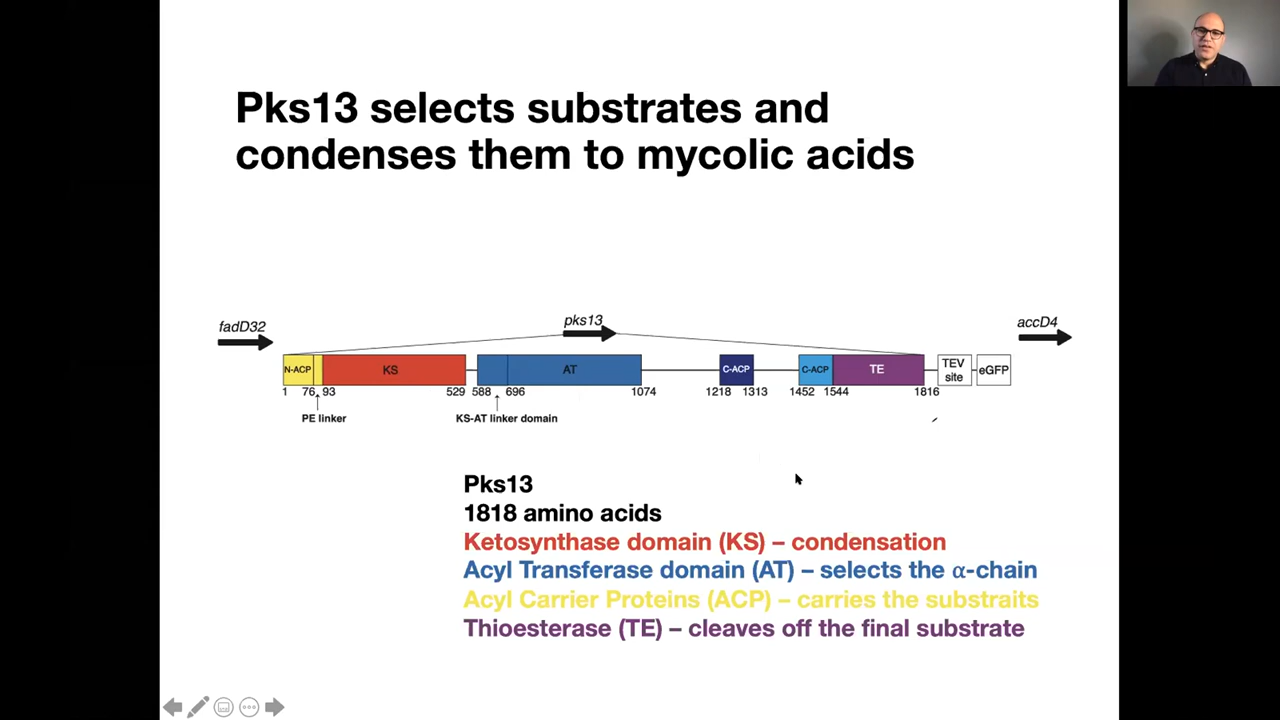 Pks13 selects substrates and
condenses them to mycolic acids
fadD32
pks13
accD4
N-ACP
KS
AT
C-ACP
C-ACP
TE
TEV
site
eGFP
1 76 93 529 588 696 1074 1218 1313 1452 1544 1816
PE linker
KS-AT linker domain
Pks13
1818 amino acids
Ketosynthase domain (KS) – condensation
Acyl Transferase domain (AT) – selects the α-chain
Acyl Carrier Proteins (ACP) – carries the substraits
Thioesterase (TE) – cleaves off the final substrate